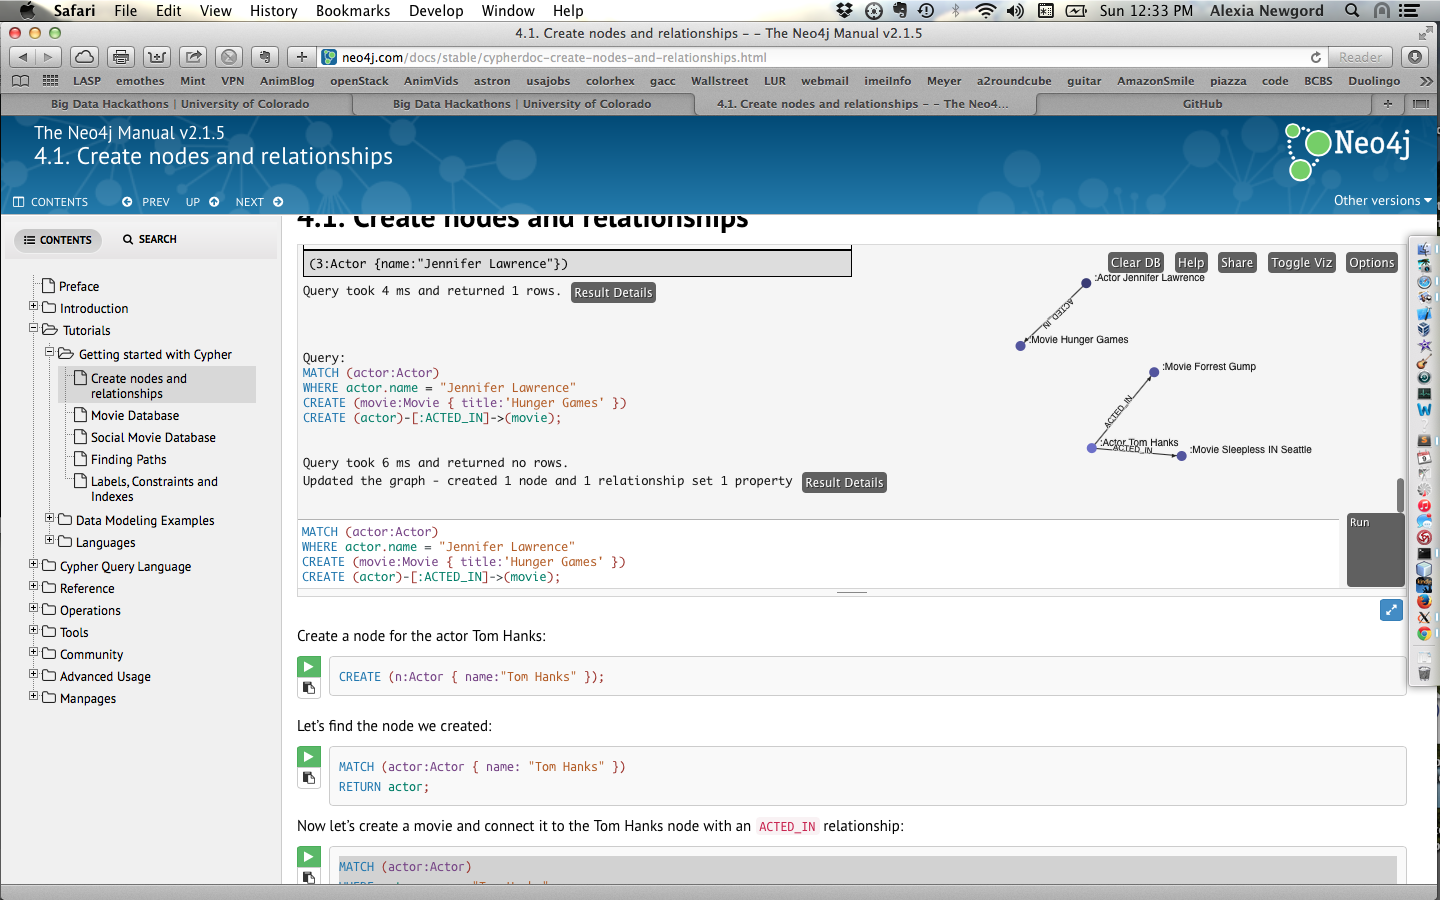 Safari File Edit View History Bookmarks Develop Window Help Sun 12:33 PM Alexia Newgord
4.1. Create nodes and relationships – – The Neo4j Manual v2.1.5
neo4j.com/docs/stable/cypherdoc-create-nodes-and-relationships.html Reader
LASP emothes Mint VPN AnimBlog openStack AnimVids astron usajobs colorhex gacc Wallstreet LUR webmail imeilnfo Meyer a2roundcube guitar AmazonSmile piazza code BCBS Duolingo
Big Data Hackathons | University of Colorado Big Data Hackathons | University of Colorado 4.1. Create nodes and relationships – – The Neo4... GitHub
The Neo4j Manual v2.1.5
4.1. Create nodes and relationships
Neo4j
CONTENTS PREV UP NEXT
Other versions
CONTENTS SEARCH
Preface
Introduction
Tutorials
Getting started with Cypher
Create nodes and
relationships
Movie Database
Social Movie Database
Finding Paths
Labels, Constraints and
Indexes
Data Modeling Examples
Languages
Cypher Query Language
Reference
Operations
Tools
Community
Advanced Usage
Manpages
4.1. Create nodes and relationships
(3:Actor {name:"Jennifer Lawrence"})
Query took 4 ms and returned 1 rows. Result Details
Query:
MATCH (actor:Actor)
WHERE actor.name = "Jennifer Lawrence"
CREATE (movie:Movie { title:'Hunger Games' })
CREATE (actor)-[:ACTED_IN]->(movie);
Query took 6 ms and returned no rows.
Updated the graph - created 1 node and 1 relationship set 1 property Result Details
Clear DB Help Share Toggle Viz Options
:Actor Jennifer Lawrence
ACTED_IN
:Movie Hunger Games
:Movie Forrest Gump
ACTED_IN
:Actor Tom Hanks
ACTED_IN
:Movie Sleepless IN Seattle
MATCH (actor:Actor)
WHERE actor.name = "Jennifer Lawrence"
CREATE (movie:Movie { title:'Hunger Games' })
CREATE (actor)-[:ACTED_IN]->(movie);
Run
Create a node for the actor Tom Hanks:
CREATE (n:Actor { name:"Tom Hanks" });
Let's find the node we created:
MATCH (actor:Actor { name: "Tom Hanks" })
RETURN actor;
Now let's create a movie and connect it to the Tom Hanks node with an ACTED_IN relationship:
MATCH (actor:Actor)